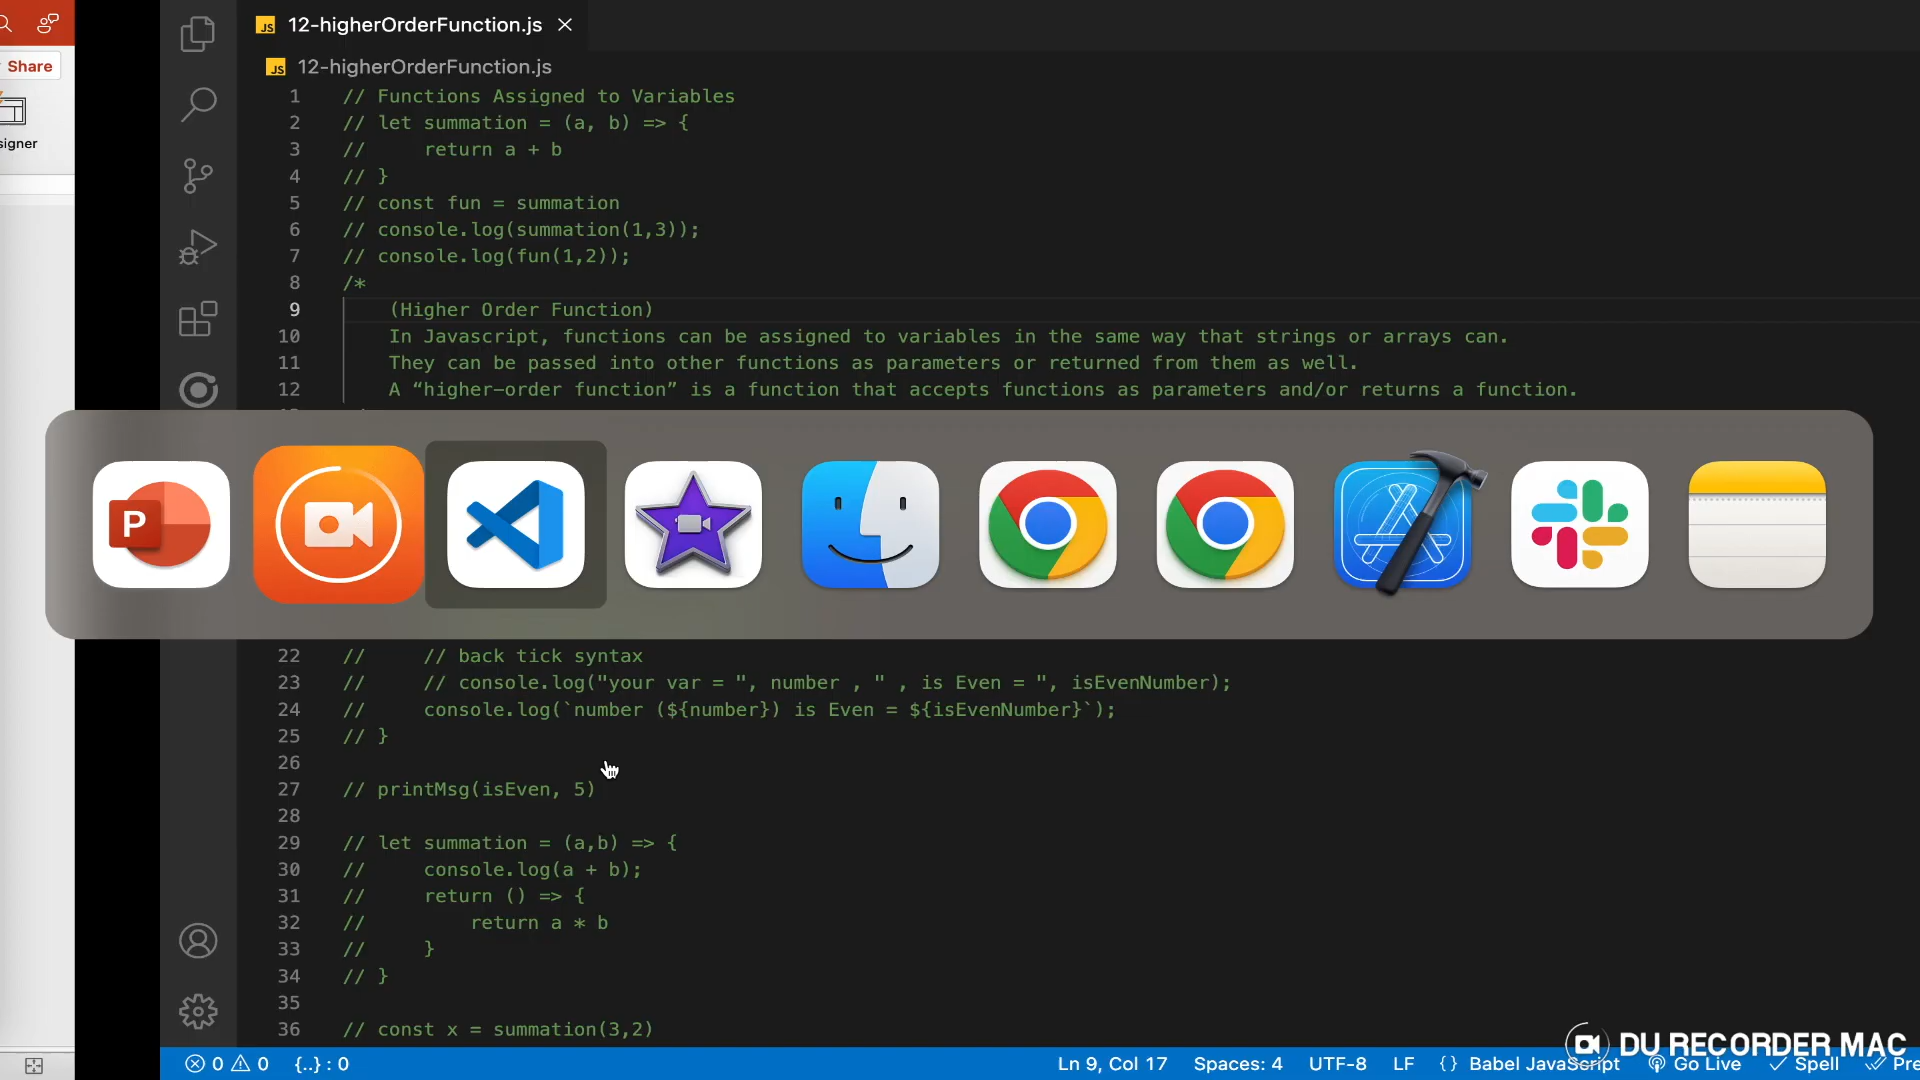 Share
signer
JS 12-higherOrderFunction.js
JS 12-higherOrderFunction.js
1 // Functions Assigned to Variables
2 // let summation = (a, b) => {
3 //     return a + b
4 // }
5 // const fun = summation
6 // console.log(summation(1,3));
7 // console.log(fun(1,2));
8 /*
9     (Higher Order Function)
10     In Javascript, functions can be assigned to variables in the same way that strings or arrays can.
11     They can be passed into other functions as parameters or returned from them as well.
12     A “higher-order function” is a function that accepts functions as parameters and/or returns a function.
P
22 //     // back tick syntax
23 //     // console.log("your var = ", number , " , is Even = ", isEvenNumber);
24 //     console.log(`number (${number}) is Even = ${isEvenNumber}`);
25 // }
26
27 // printMsg(isEven, 5)
28
29 // let summation = (a,b) => {
30 //     console.log(a + b);
31 //     return () => {
32 //         return a * b
33 //     }
34 // }
35
36 // const x = summation(3,2)
DU RECORDER MAC
0 0 {..} : 0 Ln 9, Col 17 Spaces: 4 UTF-8 LF {} Babel JavaScript Go Live Spell Pre